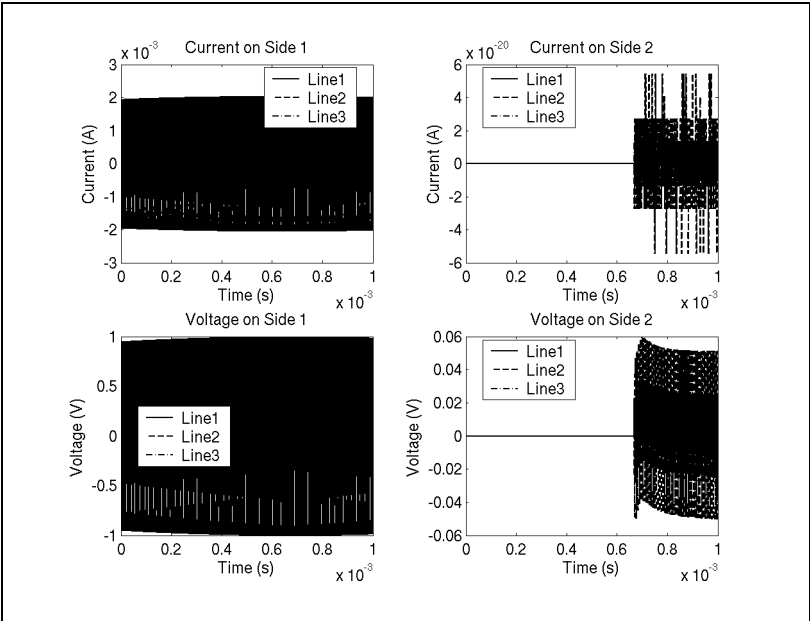 x 10-3
Current on Side 1
3
2
1
0
-1
-2
-3
Current (A)
Line1
Line2
Line3
0
0.2
0.4
0.6
0.8
1
Time (s)
x 10-3
x 10-20
Current on Side 2
6
4
2
0
-2
-4
-6
Current (A)
Line1
Line2
Line3
0
0.2
0.4
0.6
0.8
1
Time (s)
x 10-3
Voltage on Side 1
1
0.5
0
-0.5
-1
Voltage (V)
Line1
Line2
Line3
0
0.2
0.4
0.6
0.8
1
Time (s)
x 10-3
Voltage on Side 2
0.06
0.04
0.02
0
-0.02
-0.04
-0.06
Voltage (V)
Line1
Line2
Line3
0
0.2
0.4
0.6
0.8
1
Time (s)
x 10-3